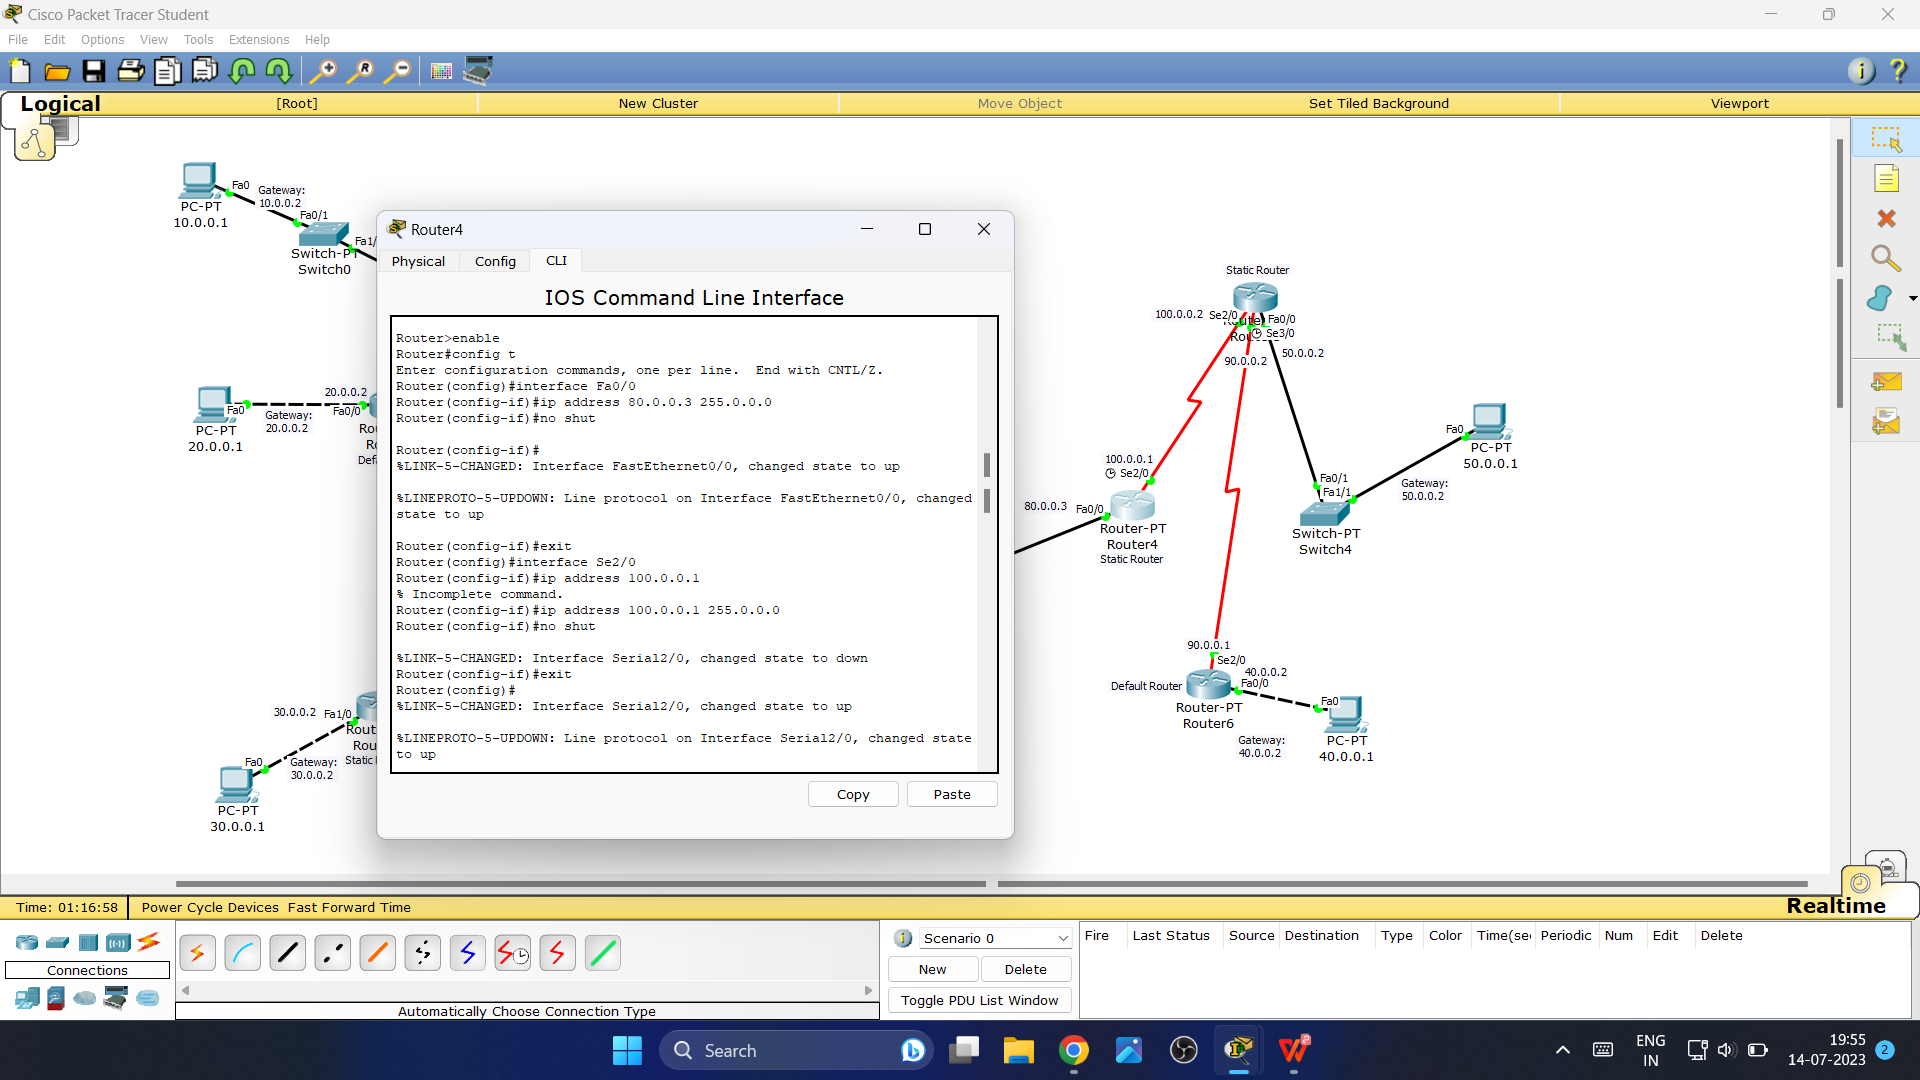 Cisco Packet Tracer Student
File Edit Options View Tools Extensions Help
Logical
[Root]
New Cluster
Move Object
Set Tiled Background
Viewport
Fa0
Gateway:
10.0.0.2
PC-PT
10.0.0.1
Fa0/1
Fa1/
Switch-PT
Switch0
20.0.0.2
Fa0
Fa0/0
Gateway:
20.0.0.2
PC-PT
20.0.0.1
30.0.0.2 Fa1/0
Fa0
Gateway:
30.0.0.2
Static
PC-PT
30.0.0.1
Router4
Physical
Config
CLI
IOS Command Line Interface
Router>enable
Router#config t
Enter configuration commands, one per line.  End with CNTL/Z.
Router(config)#interface Fa0/0
Router(config-if)#ip address 80.0.0.3 255.0.0.0
Router(config-if)#no shut
Router(config-if)#
%LINK-5-CHANGED: Interface FastEthernet0/0, changed state to up
%LINEPROTO-5-UPDOWN: Line protocol on Interface FastEthernet0/0, changed
state to up
Router(config-if)#exit
Router(config)#interface Se2/0
Router(config-if)#ip address 100.0.0.1
% Incomplete command.
Router(config-if)#ip address 100.0.0.1 255.0.0.0
Router(config-if)#no shut
%LINK-5-CHANGED: Interface Serial2/0, changed state to down
Router(config-if)#exit
Router(config)#
%LINK-5-CHANGED: Interface Serial2/0, changed state to up
%LINEPROTO-5-UPDOWN: Line protocol on Interface Serial2/0, changed state
to up
Copy
Paste
Static Router
100.0.0.2 Se2/0
Fa0/0
Se3/0
50.0.0.2
90.0.0.2
100.0.0.1
Se2/0
80.0.0.3 Fa0/0
Router-PT
Router4
Static Router
Fa0/1
Fa1/1
Switch-PT
Switch4
Fa0
PC-PT
50.0.0.1
Gateway:
50.0.0.2
90.0.0.1
Se2/0
40.0.0.2
Fa0/0
Default Router
Router-PT
Router6
Gateway:
40.0.0.2
Fa0
PC-PT
40.0.0.1
Time: 01:16:58
Power Cycle Devices Fast Forward Time
Realtime
Connections
Automatically Choose Connection Type
Scenario 0
New
Delete
Toggle PDU List Window
Fire Last Status Source Destination Type Color Time(sec Periodic Num Edit Delete
Search
ENG
IN
19:55
14-07-2023
2